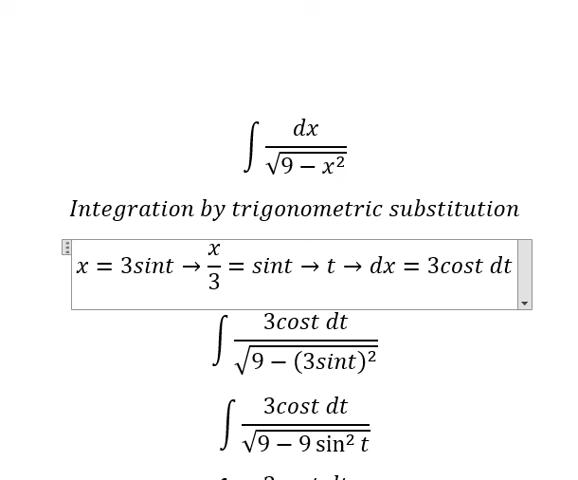 ∫ dx / √(9 − x²)
Integration by trigonometric substitution
x = 3sint → x/3 = sint → t → dx = 3cost dt
∫ 3cost dt / √(9 − (3sint)²)
∫ 3cost dt / √(9 − 9 sin² t)